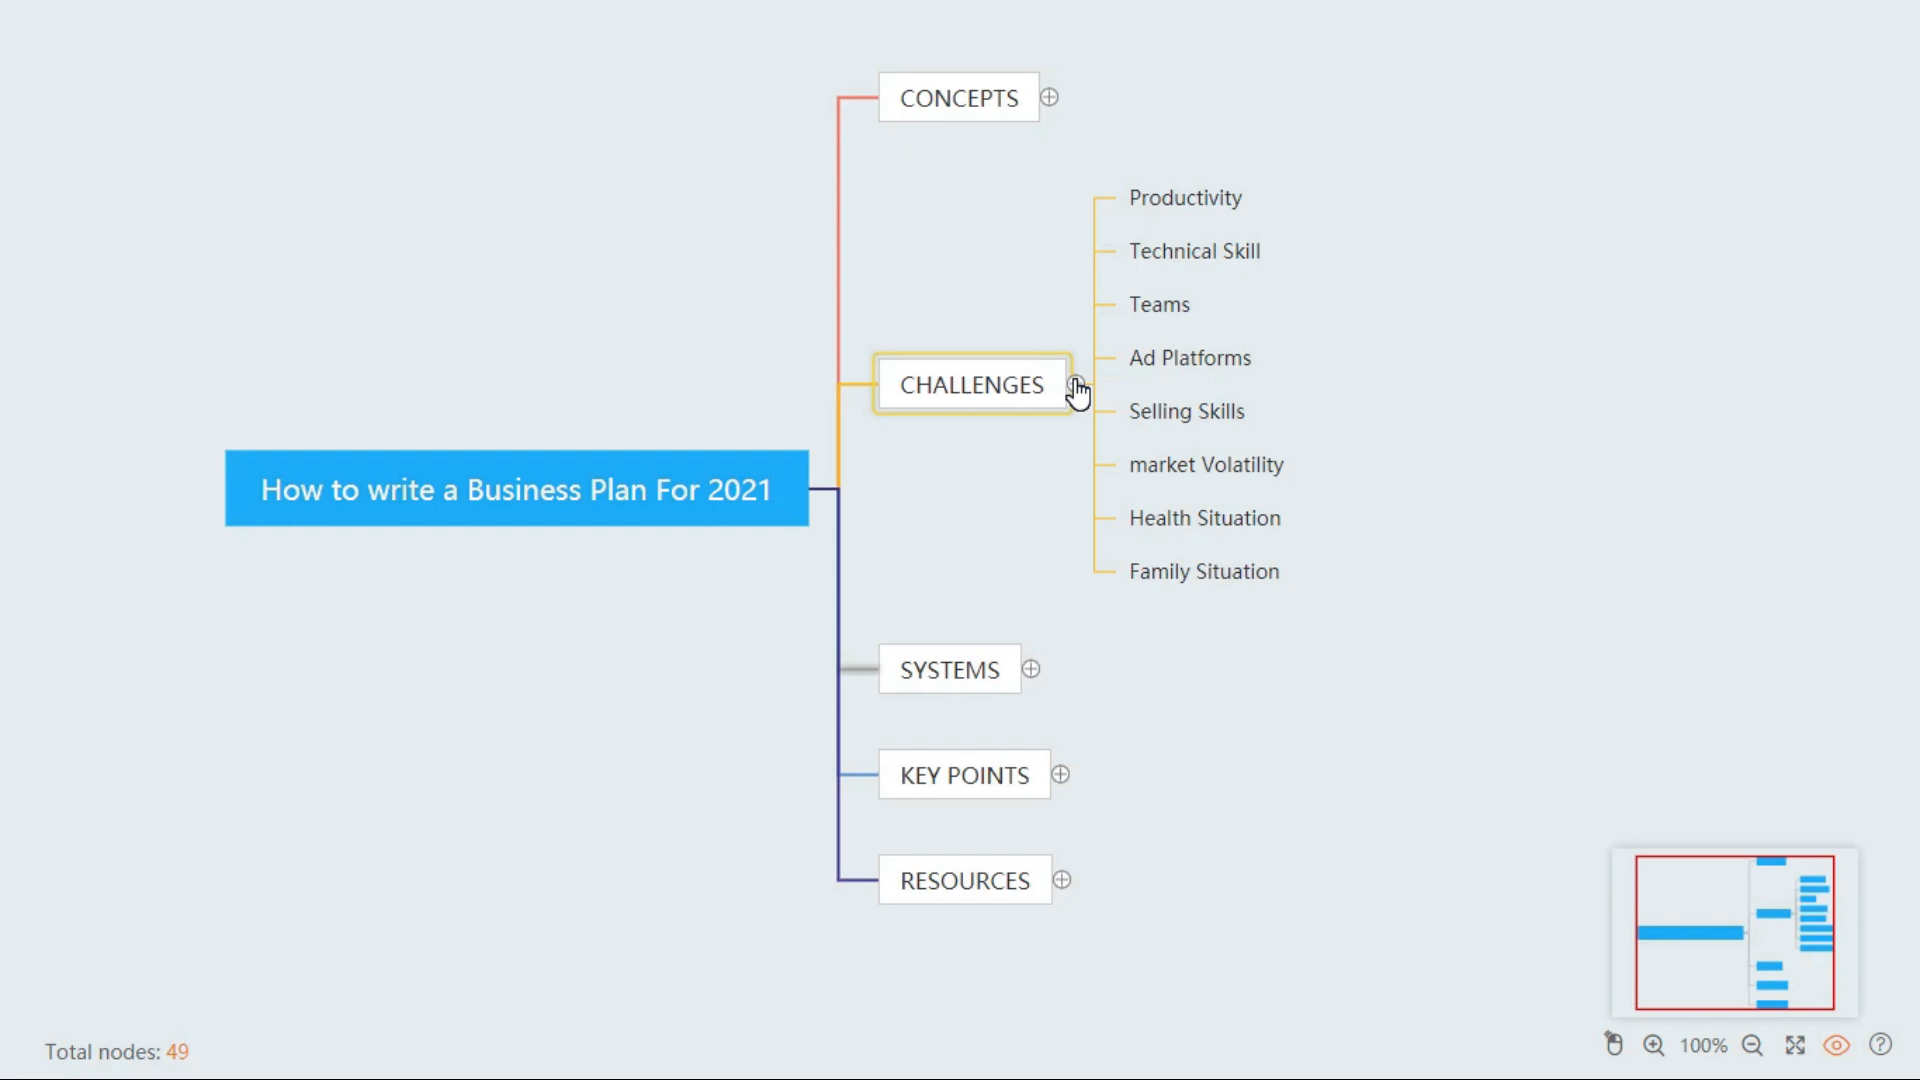 CONCEPTS
Productivity
Technical Skill
Teams
Ad Platforms
CHALLENGES
Selling Skills
market Volatility
How to write a Business Plan For 2021
Health Situation
Family Situation
SYSTEMS
KEY POINTS
RESOURCES
Total nodes: 49
100%